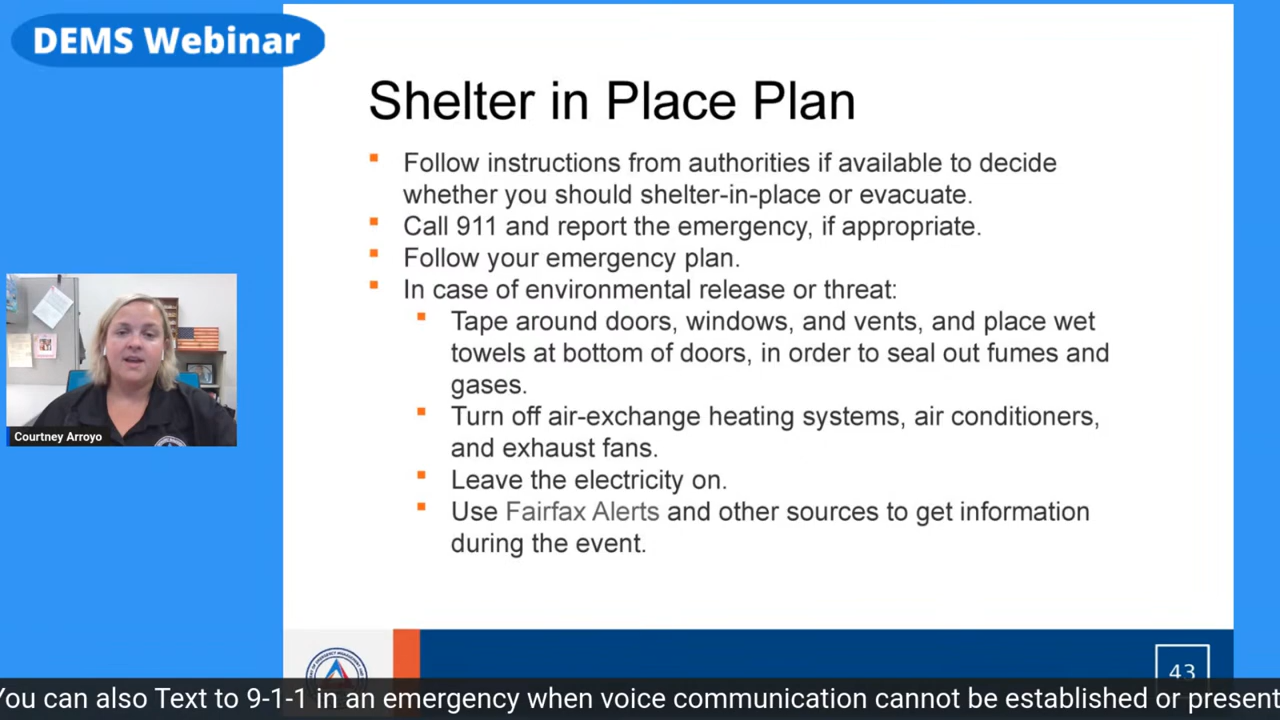 DEMS Webinar
Shelter in Place Plan
Follow instructions from authorities if available to decide
whether you should shelter-in-place or evacuate.
Call 911 and report the emergency, if appropriate.
Follow your emergency plan.
In case of environmental release or threat:
Tape around doors, windows, and vents, and place wet
towels at bottom of doors, in order to seal out fumes and
gases.
Turn off air-exchange heating systems, air conditioners,
and exhaust fans.
Leave the electricity on.
Use Fairfax Alerts and other sources to get information
during the event.
Courtney Arroyo
43
You can also Text to 9-1-1 in an emergency when voice communication cannot be established or present